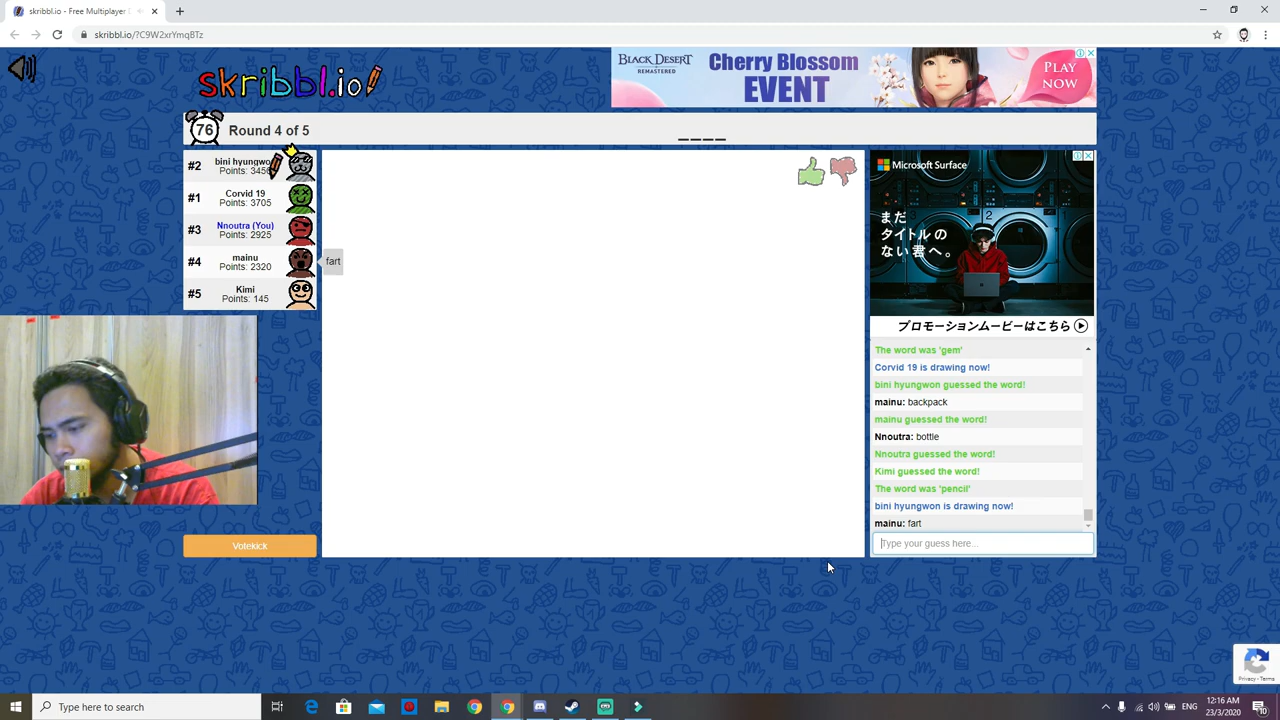 skribbl.io - Free Multiplayer
skribbl.io/?C9W2xrYmqBTz
skribbl.io
BLACK DESERT
REMASTERED
Cherry Blossom
EVENT
PLAY
NOW
76
Round 4 of 5
____
#2
bini hyungwo
Points: 3450
#1
Corvid 19
Points: 3705
#3
Nnoutra (You)
Points: 2925
#4
mainu
Points: 2320
#5
Kimi
Points: 145
fart
Votekick
Microsoft Surface
まだ
タイトルの
ない君へ。
2
プロモーションムービーはこちら
The word was 'gem'
Corvid 19 is drawing now!
bini hyungwon guessed the word!
mainu: backpack
mainu guessed the word!
Nnoutra: bottle
Nnoutra guessed the word!
Kimi guessed the word!
The word was 'pencil'
bini hyungwon is drawing now!
mainu: fart
Type your guess here...
Privacy - Terms
Type here to search
ENG
12:16 AM
23/3/2020